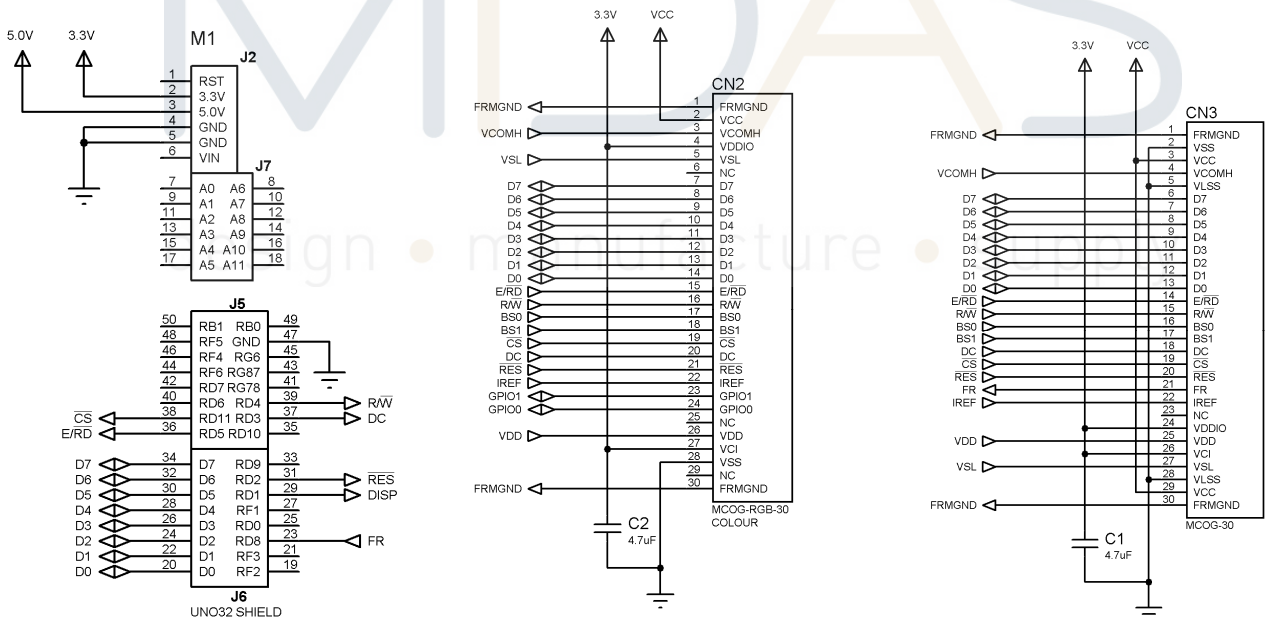 MDAS
design • manufacture • supply
5.0V 3.3V
M1
J2
1 RST
2 3.3V
3 5.0V
4 GND
5 GND
6 VIN
J7
7 A0 A6 8
9 A1 A7 10
11 A2 A8 12
13 A3 A9 14
15 A4 A10 16
17 A5 A11 18
J5
50 RB1 RB0 49
48 RF5 GND 47
46 RF4 RG6 45
44 RF6 RG87 43
42 RD7 RG78 41
40 RD6 RD4 39 R/W̅
C̅S̅ 38 RD11 RD3 37 DC
E/R̅D̅ 36 RD5 RD10 35
D7 34 D7 RD9 33
D6 32 D6 RD2 31 R̅E̅S̅
D5 30 D5 RD1 29 DISP
D4 28 D4 RF1 27
D3 26 D3 RD0 25
D2 24 D2 RD8 23 FR
D1 22 D1 RF3 21
D0 20 D0 RF2 19
J6
UNO32 SHIELD
3.3V VCC
CN2
FRMGND 1 FRMGND
2 VCC
VCOMH 3 VCOMH
4 VDDIO
VSL 5 VSL
6 NC
D7 7 D7
D6 8 D6
D5 9 D5
D4 10 D4
D3 11 D3
D2 12 D2
D1 13 D1
D0 14 D0
E/R̅D̅ 15 E/R̅D̅
R/W̅ 16 R/W̅
BS0 17 BS0
BS1 18 BS1
C̅S̅ 19 C̅S̅
DC 20 DC
R̅E̅S̅ 21 R̅E̅S̅
IREF 22 IREF
GPIO1 23 GPIO1
GPIO0 24 GPIO0
25 NC
VDD 26 VDD
27 VCI
28 VSS
29 NC
FRMGND 30 FRMGND
MCOG-RGB-30
COLOUR
C2
4.7uF
3.3V VCC
CN3
FRMGND 1 FRMGND
2 VSS
3 VCC
VCOMH 4 VCOMH
5 VLSS
D7 6 D7
D6 7 D6
D5 8 D5
D4 9 D4
D3 10 D3
D2 11 D2
D1 12 D1
D0 13 D0
E/R̅D̅ 14 E/R̅D̅
R/W̅ 15 R/W̅
BS0 16 BS0
BS1 17 BS1
DC 18 DC
C̅S̅ 19 C̅S̅
R̅E̅S̅ 20 R̅E̅S̅
FR 21 FR
IREF 22 IREF
23 NC
24 VDDIO
VDD 25 VDD
26 VCI
VSL 27 VSL
28 VLSS
29 VCC
FRMGND 30 FRMGND
MCOG-30
C1
4.7uF